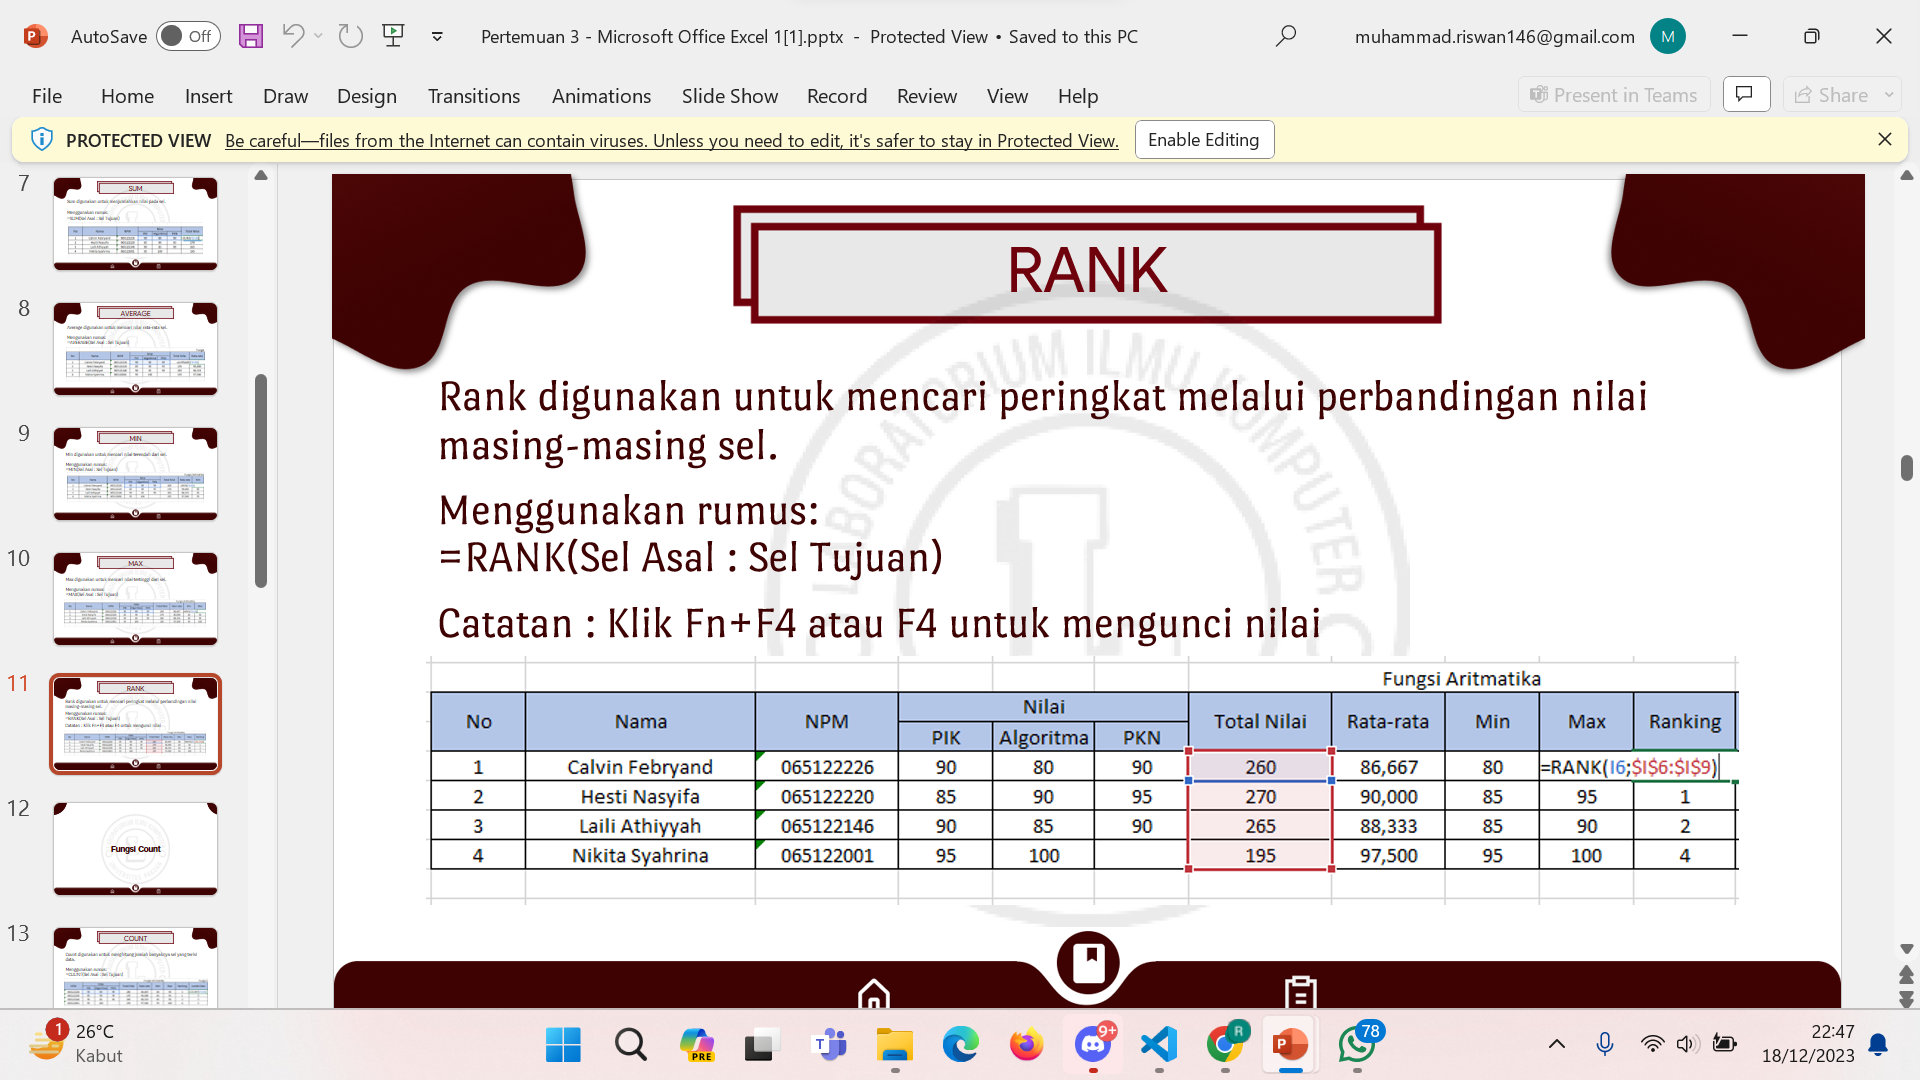 AutoSave Off
Pertemuan 3 - Microsoft Office Excel 1[1].pptx - Protected View • Saved to this PC
muhammad.riswan146@gmail.com M
File Home Insert Draw Design Transitions Animations Slide Show Record Review View Help
Present in Teams Share
PROTECTED VIEW Be careful—files from the Internet can contain viruses. Unless you need to edit, it's safer to stay in Protected View. Enable Editing
7
SUM
8
AVERAGE
9
MIN
10
MAX
11
RANK
12
Fungsi Count
13
COUNT
RANK
LABORATORIUM ILMU KOMPUTER
Rank digunakan untuk mencari peringkat melalui perbandingan nilai
masing-masing sel.
Menggunakan rumus:
=RANK(Sel Asal : Sel Tujuan)
Catatan : Klik Fn+F4 atau F4 untuk mengunci nilai
Fungsi Aritmatika
No Nama NPM Nilai Total Nilai Rata-rata Min Max Ranking
PIK Algoritma PKN
1 Calvin Febryand 065122226 90 80 90 260 86,667 80 =RANK(I6;$I$6:$I$9)
2 Hesti Nasyifa 065122220 85 90 95 270 90,000 85 95 1
3 Laili Athiyyah 065122146 90 85 90 265 88,333 85 90 2
4 Nikita Syahrina 065122001 95 100 195 97,500 95 100 4
1 26°C
Kabut
PRE
9+
R
78
22:47
18/12/2023